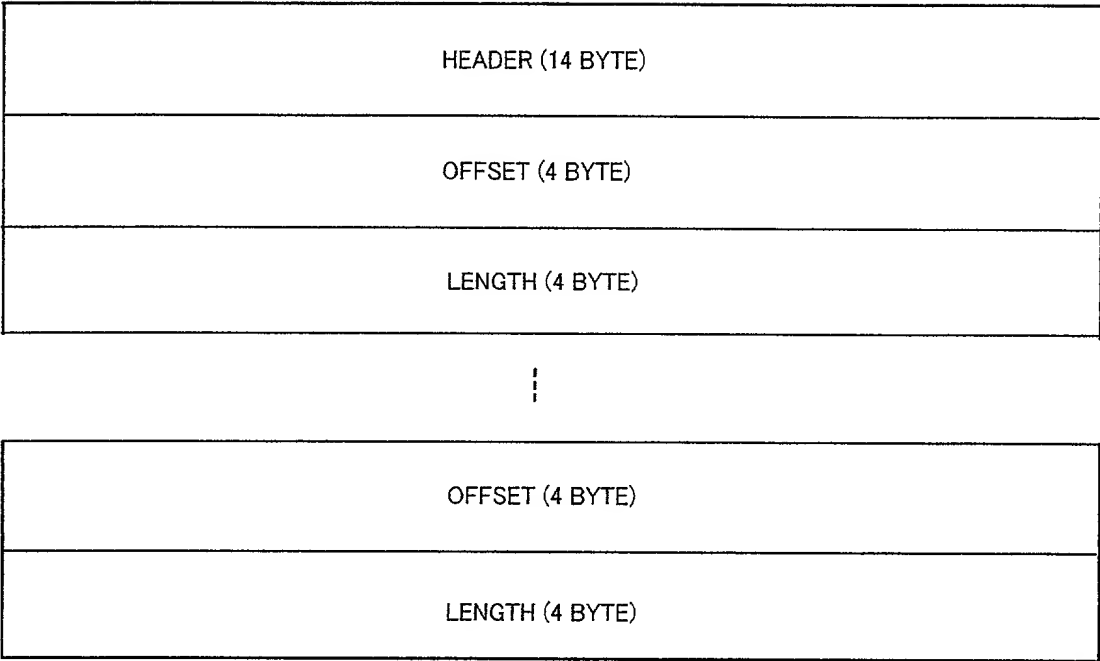 HEADER (14 BYTE)
OFFSET (4 BYTE)
LENGTH (4 BYTE)
OFFSET (4 BYTE)
LENGTH (4 BYTE)